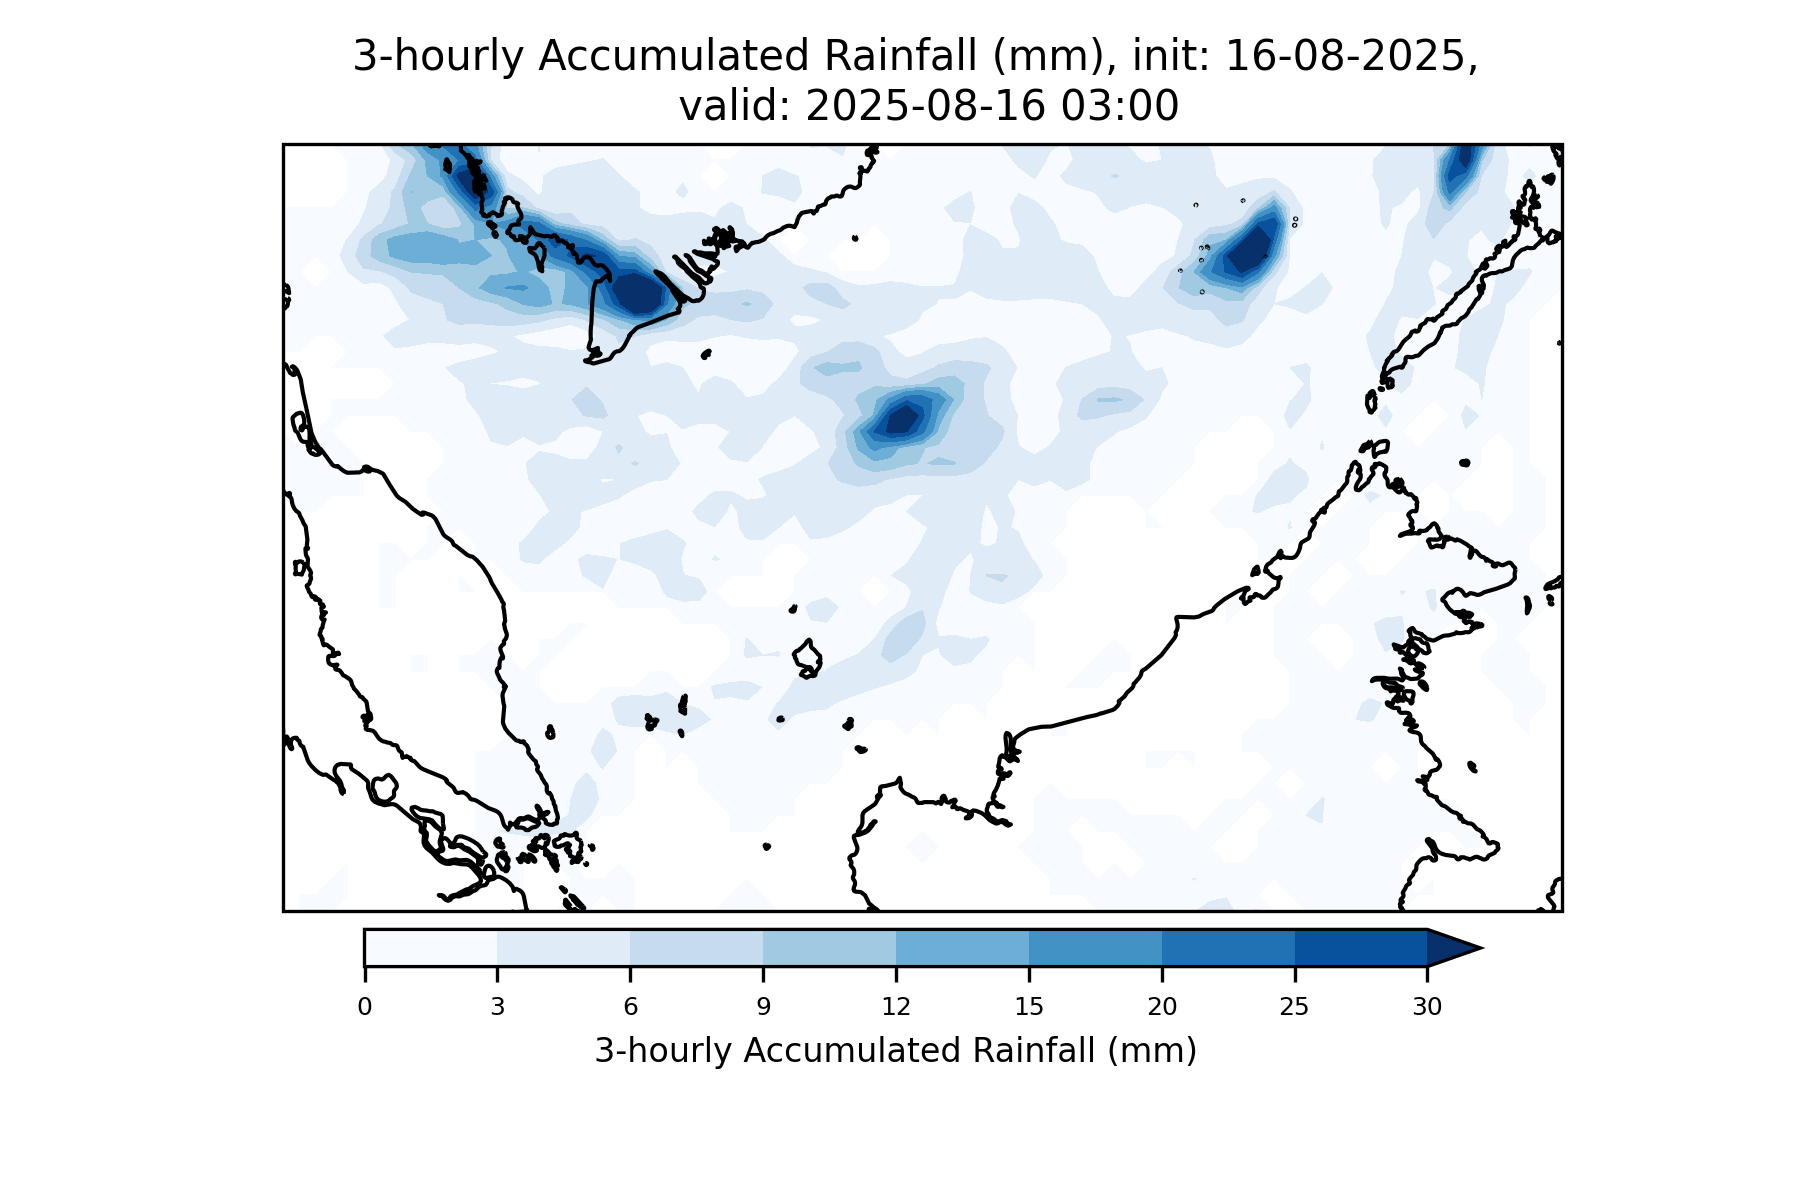 3-hourly Accumulated Rainfall (mm), init: 16-08-2025,
valid: 2025-08-16 03:00
0 3 6 9 12 15 20 25 30
3-hourly Accumulated Rainfall (mm)